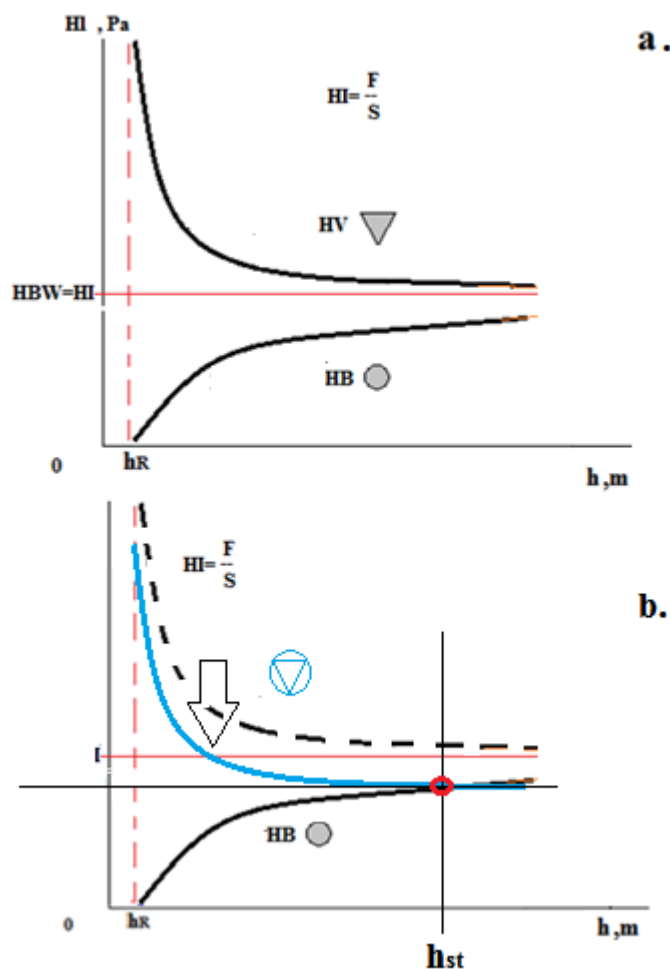 HI , Pa
a .
HI= F
S
HV
HBW=HI
HB
0
hR
h ,m
HI= F
S
b.
I
HB
0
hR
h ,m
hst